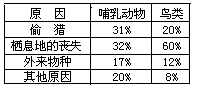 原 因 哺乳动物 鸟类
偷 猎 31% 20%
栖息地的丧失 32% 60%
外来物种 17% 12%
其他原因 20% 8%